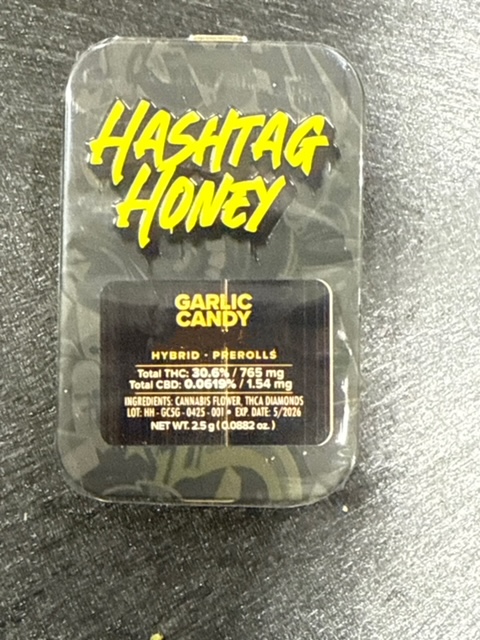 HASHTAG
HONEY
GARLIC
CANDY
HYBRID · PREROLLS
Total THC: 30.6% / 765 mg
Total CBD: 0.0619% / 1.54 mg
INGREDIENTS: CANNABIS FLOWER, THCA DIAMONDS
LOT: HH - GCSG - 0425 - 001 • EXP. DATE: 5/2026
NET WT. 2.5 g ( 0.0882 oz. )